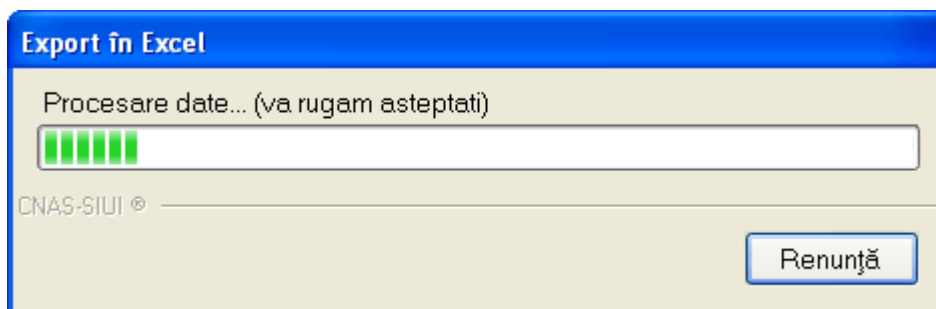 Export în Excel
Procesare date... (va rugam asteptati)
CNAS-SIUI ®
Renunţă